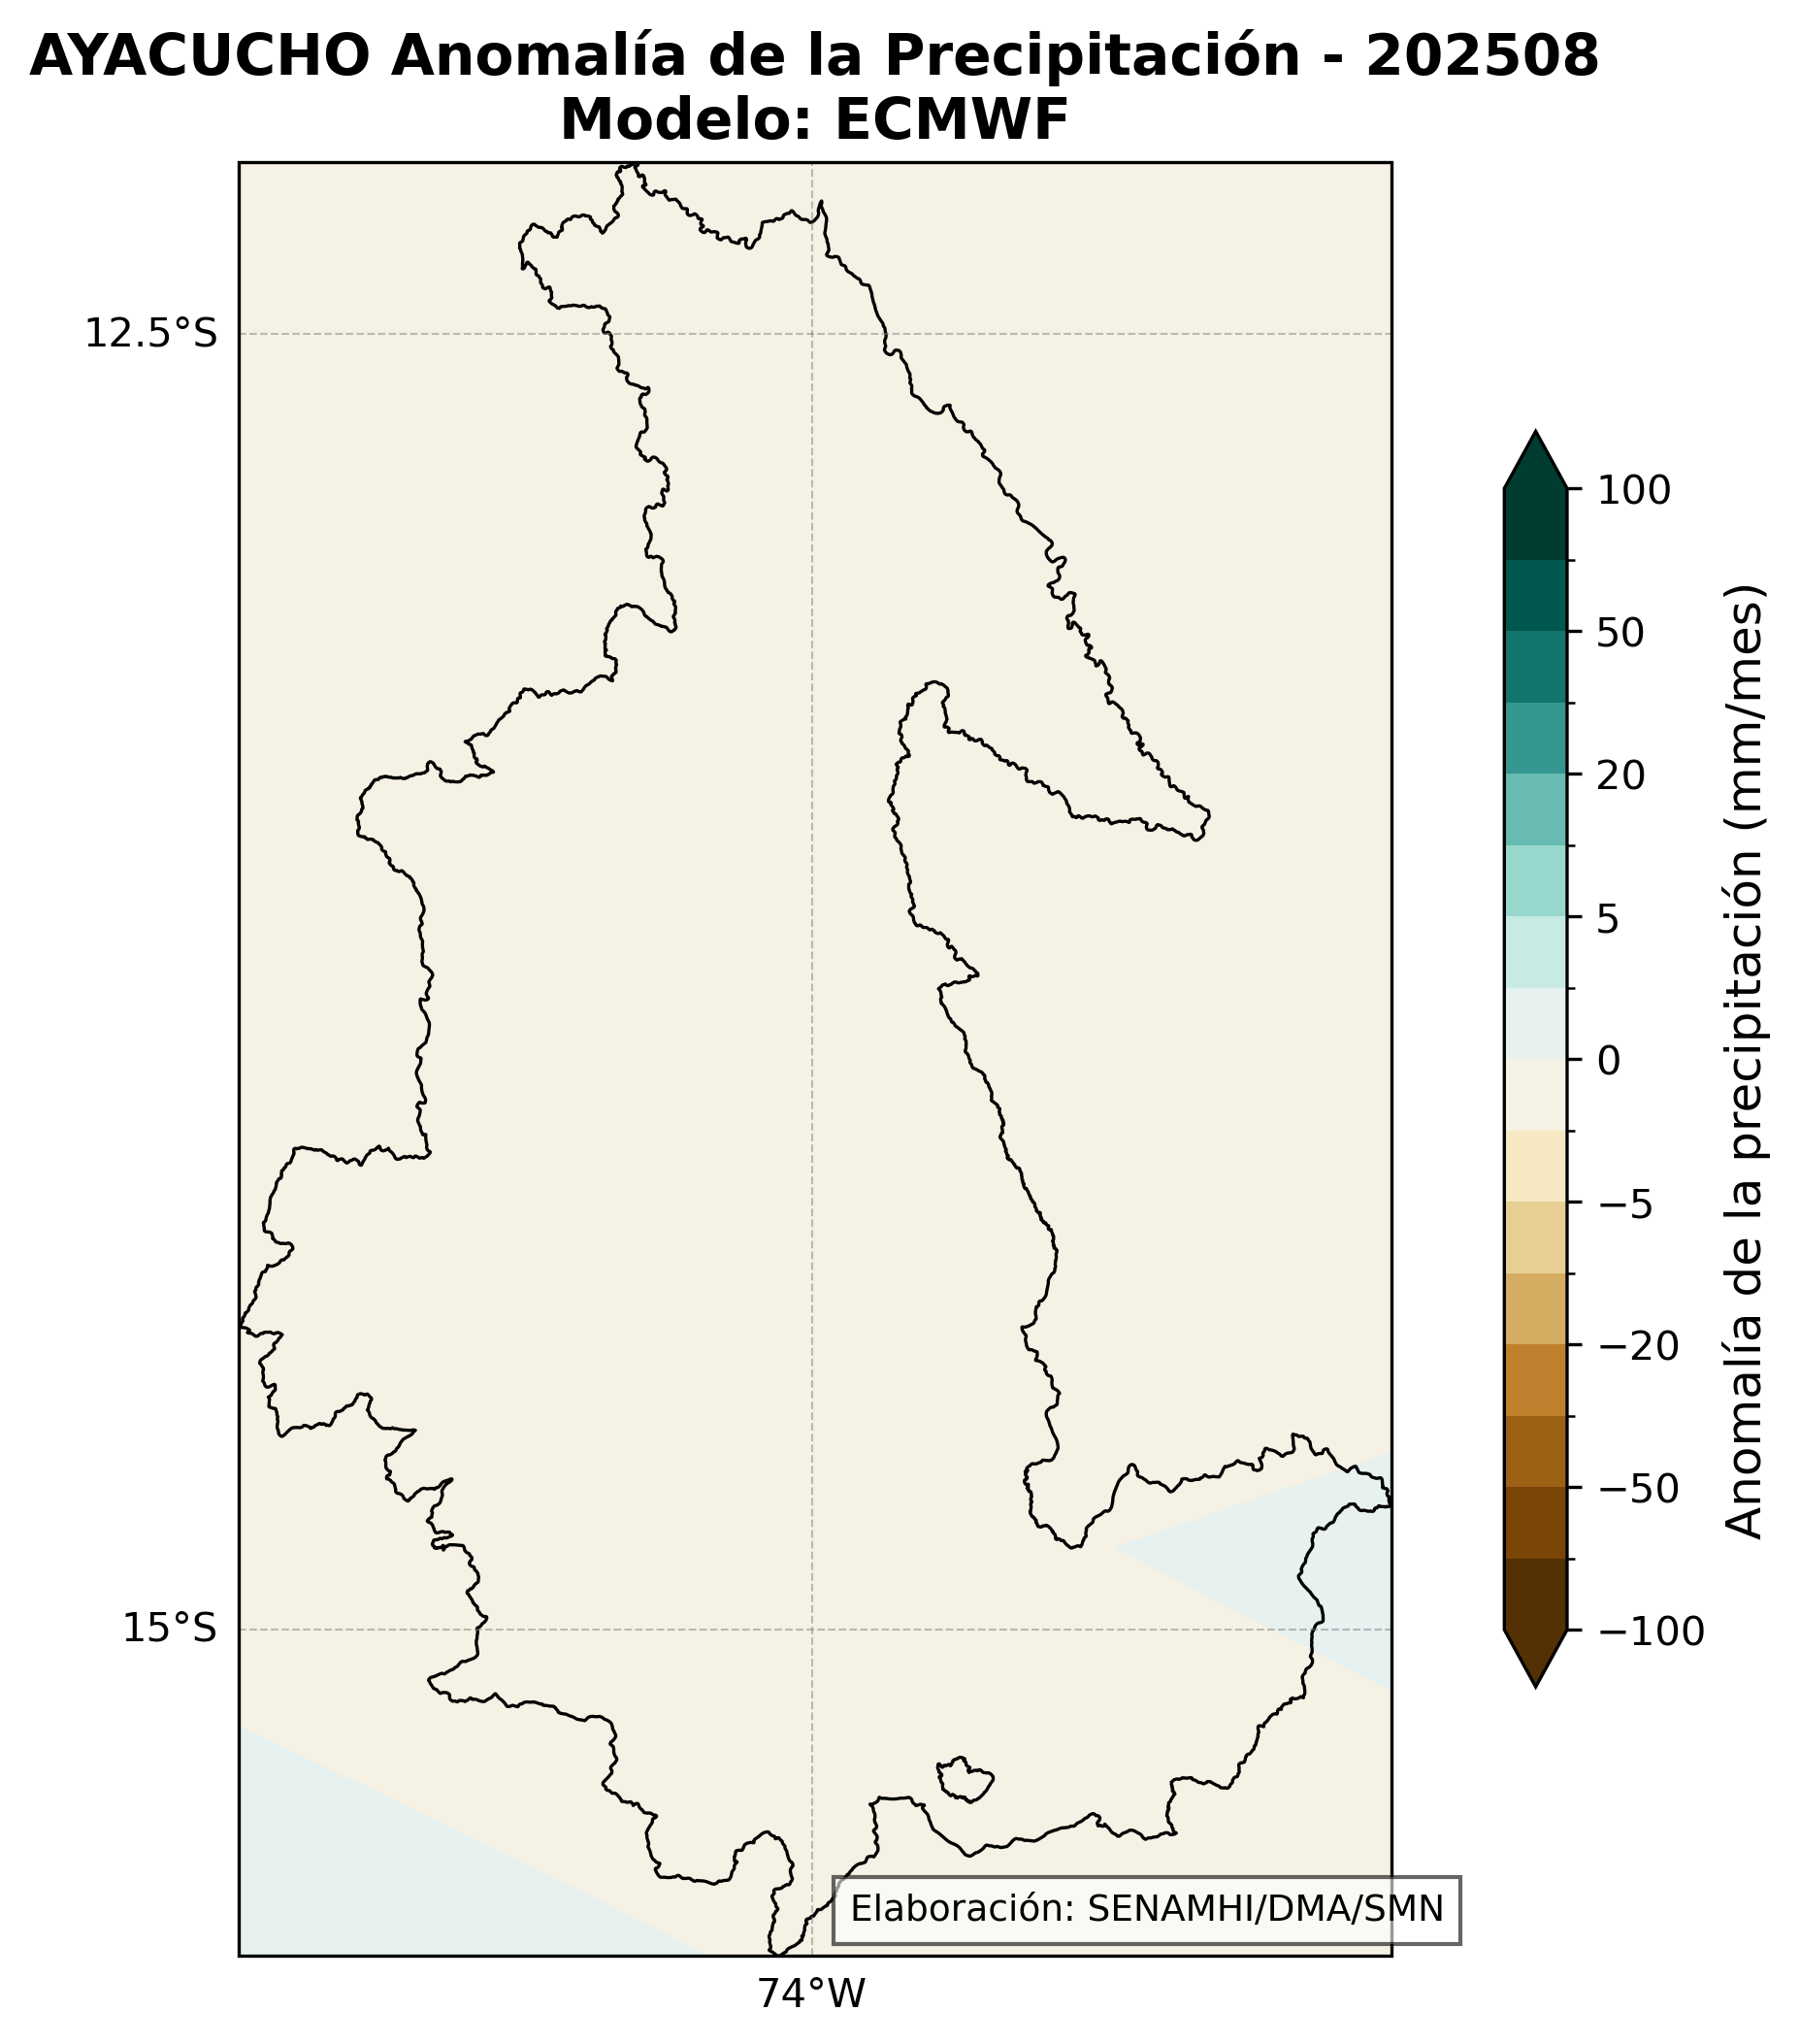 AYACUCHO Anomalía de la Precipitación - 202508
Modelo: ECMWF
12.5°S
15°S
74°W
100
50
20
5
0
−5
−20
−50
−100
Anomalía de la precipitación (mm/mes)
Elaboración: SENAMHI/DMA/SMN